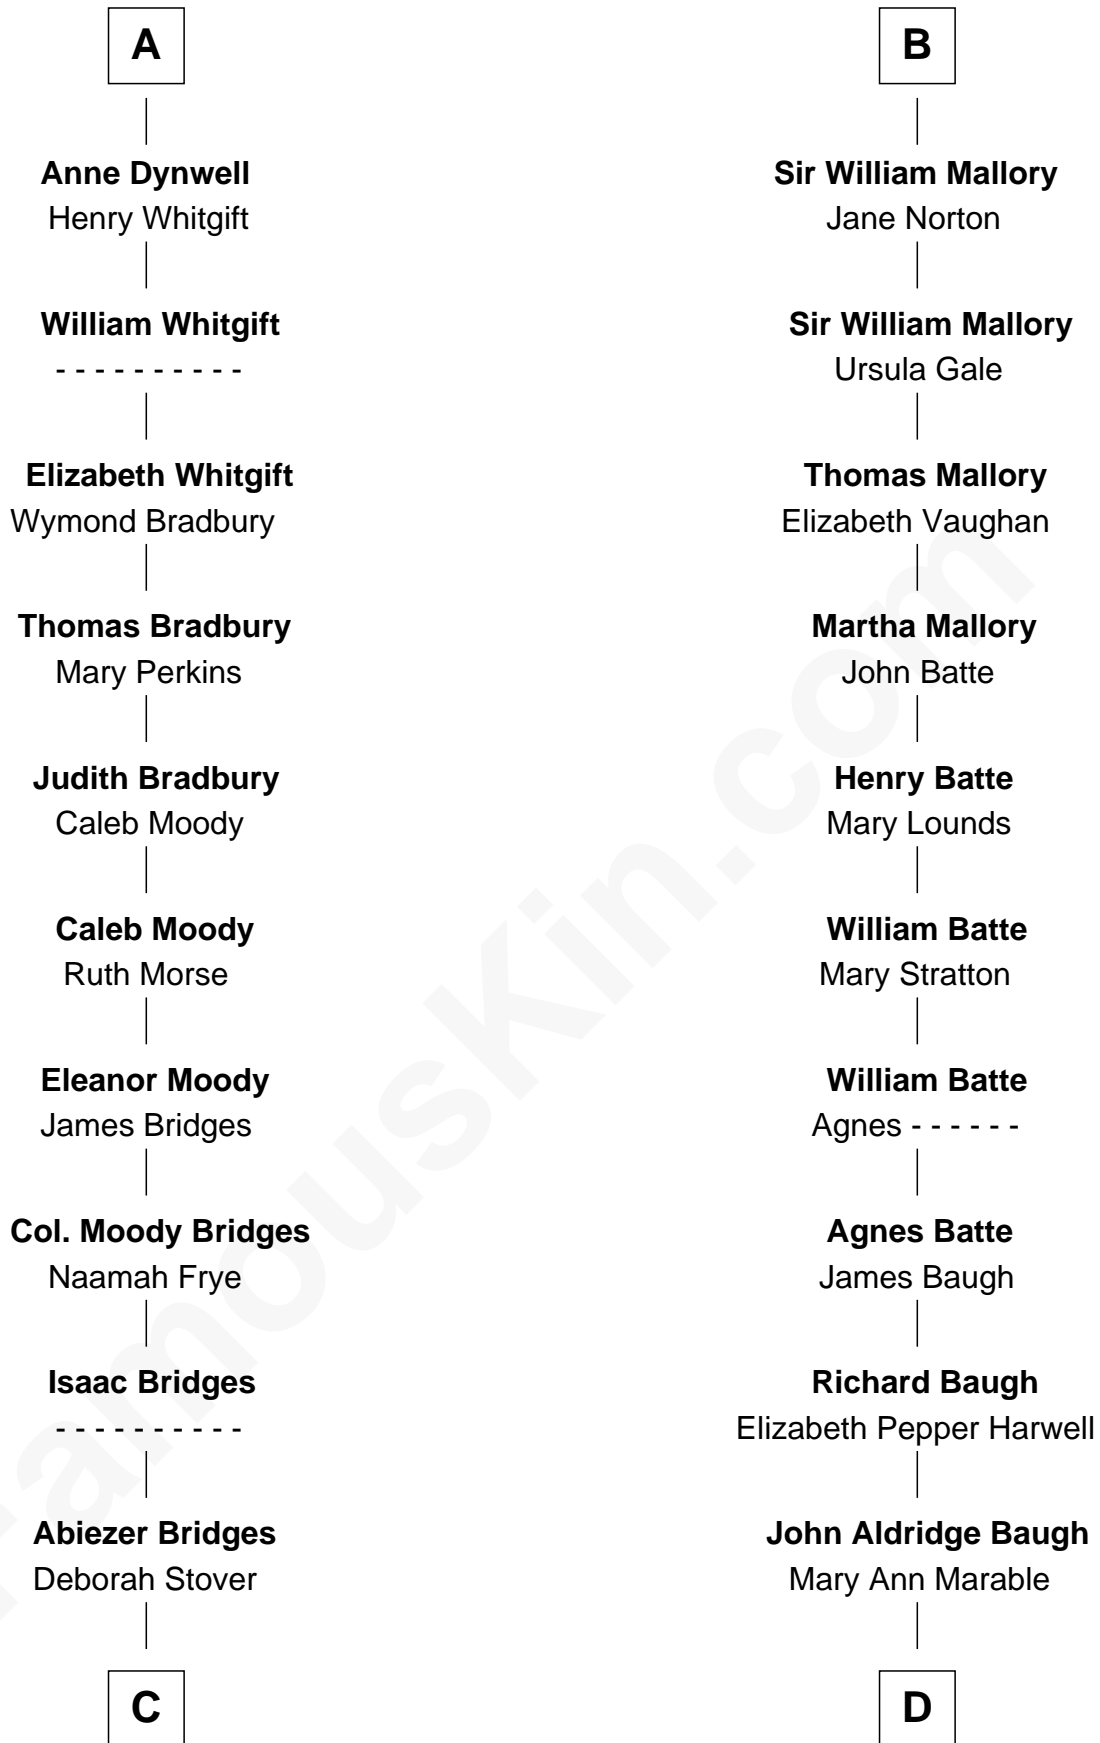 A
Anne Dynwell
Henry Whitgift
William Whitgift
- - - - - - - - - -
Elizabeth Whitgift
Wymond Bradbury
Thomas Bradbury
Mary Perkins
Judith Bradbury
Caleb Moody
Caleb Moody
Ruth Morse
Eleanor Moody
James Bridges
Col. Moody Bridges
Naamah Frye
Isaac Bridges
- - - - - - - - - -
Abiezer Bridges
Deborah Stover
C
B
Sir William Mallory
Jane Norton
Sir William Mallory
Ursula Gale
Thomas Mallory
Elizabeth Vaughan
Martha Mallory
John Batte
Henry Batte
Mary Lounds
William Batte
Mary Stratton
William Batte
Agnes - - - - - -
Agnes Batte
James Baugh
Richard Baugh
Elizabeth Pepper Harwell
John Aldridge Baugh
Mary Ann Marable
D
FamousKin.com